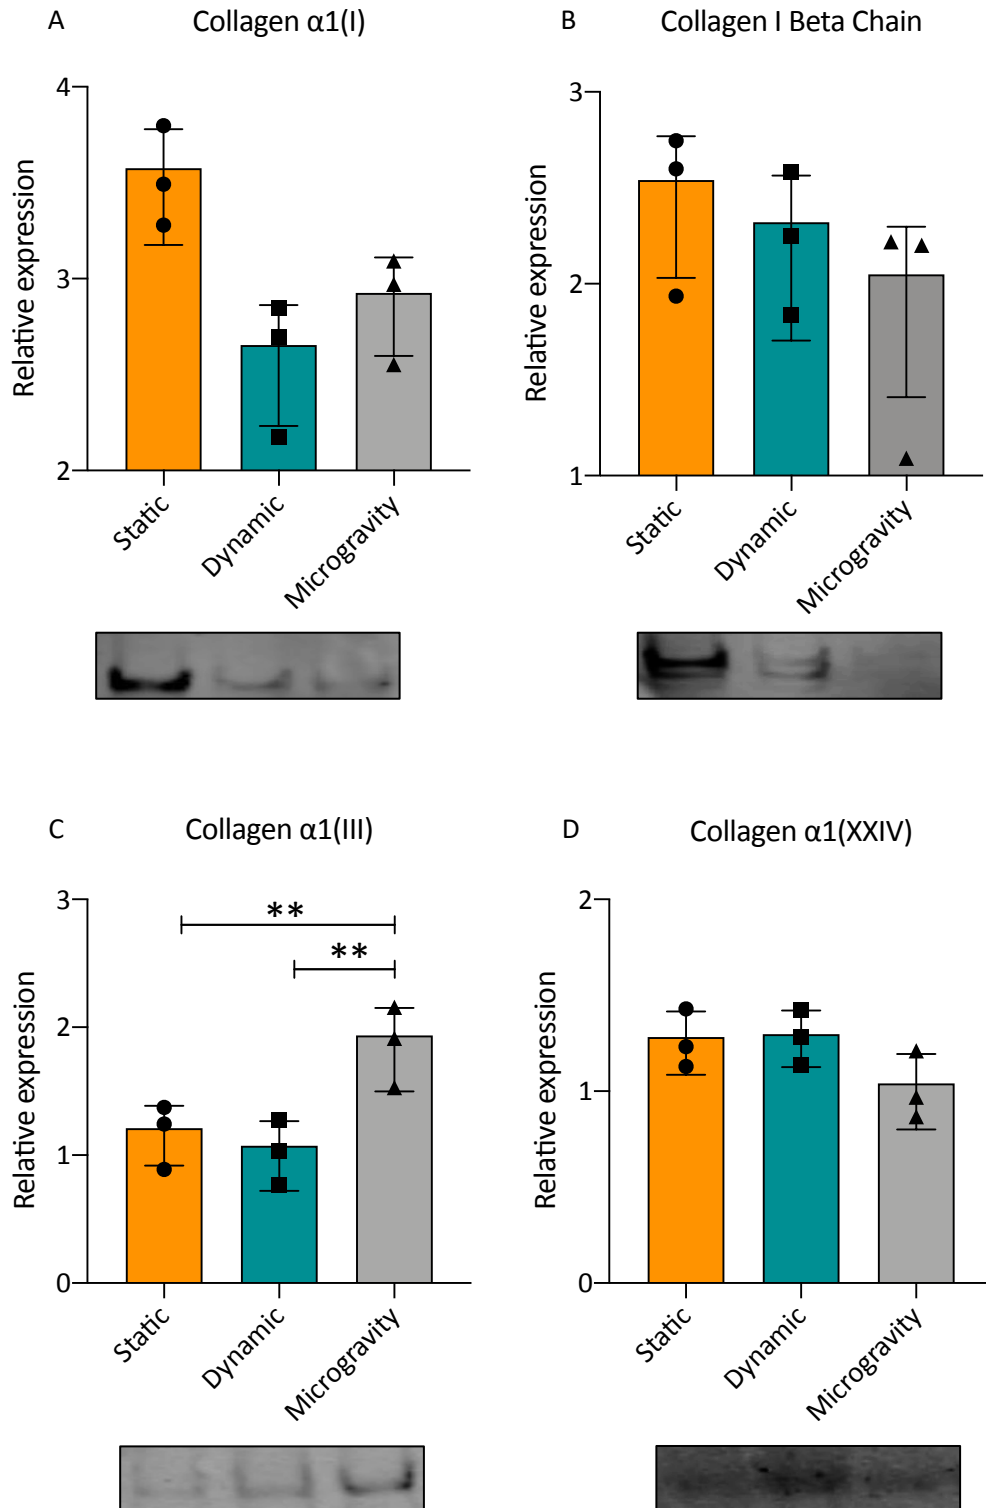 A
Collagen α1(I)
4
3
2
Relative expression
Static
Dynamic
Microgravity
B
Collagen I Beta Chain
3
2
1
Relative expression
Static
Dynamic
Microgravity
C
Collagen α1(III)
3
2
1
0
Relative expression
**
**
Static
Dynamic
Microgravity
D
Collagen α1(XXIV)
2
1
0
Relative expression
Static
Dynamic
Microgravity